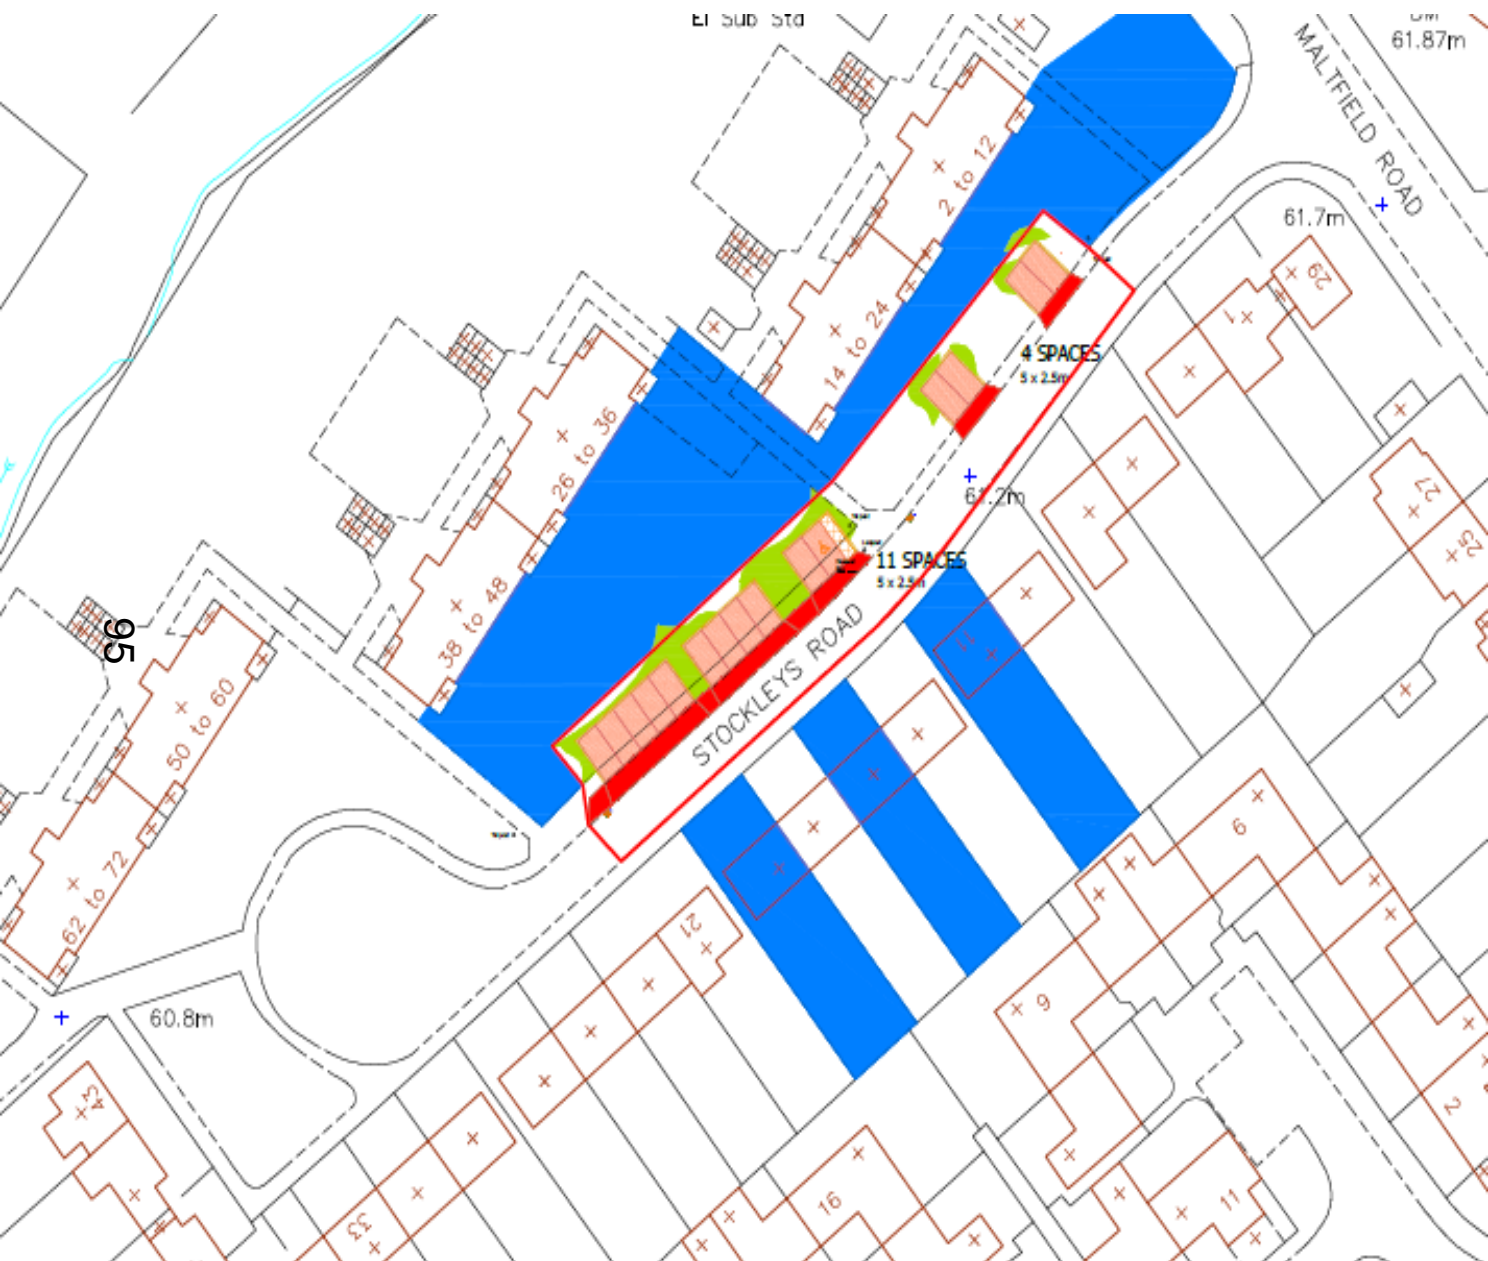 El Sub Sta
BM
61.87m
MALTFIELD ROAD
2 to 12
61.7m
29
1
14 to 24
4 SPACES
5 x 2.5m
26 to 36
61.2m
27
25
11 SPACES
5 x 2.5m
38 to 48
STOCKLEYS ROAD
11
95
50 to 60
62 to 72
21
6
9
60.8m
43
2
33
16
11